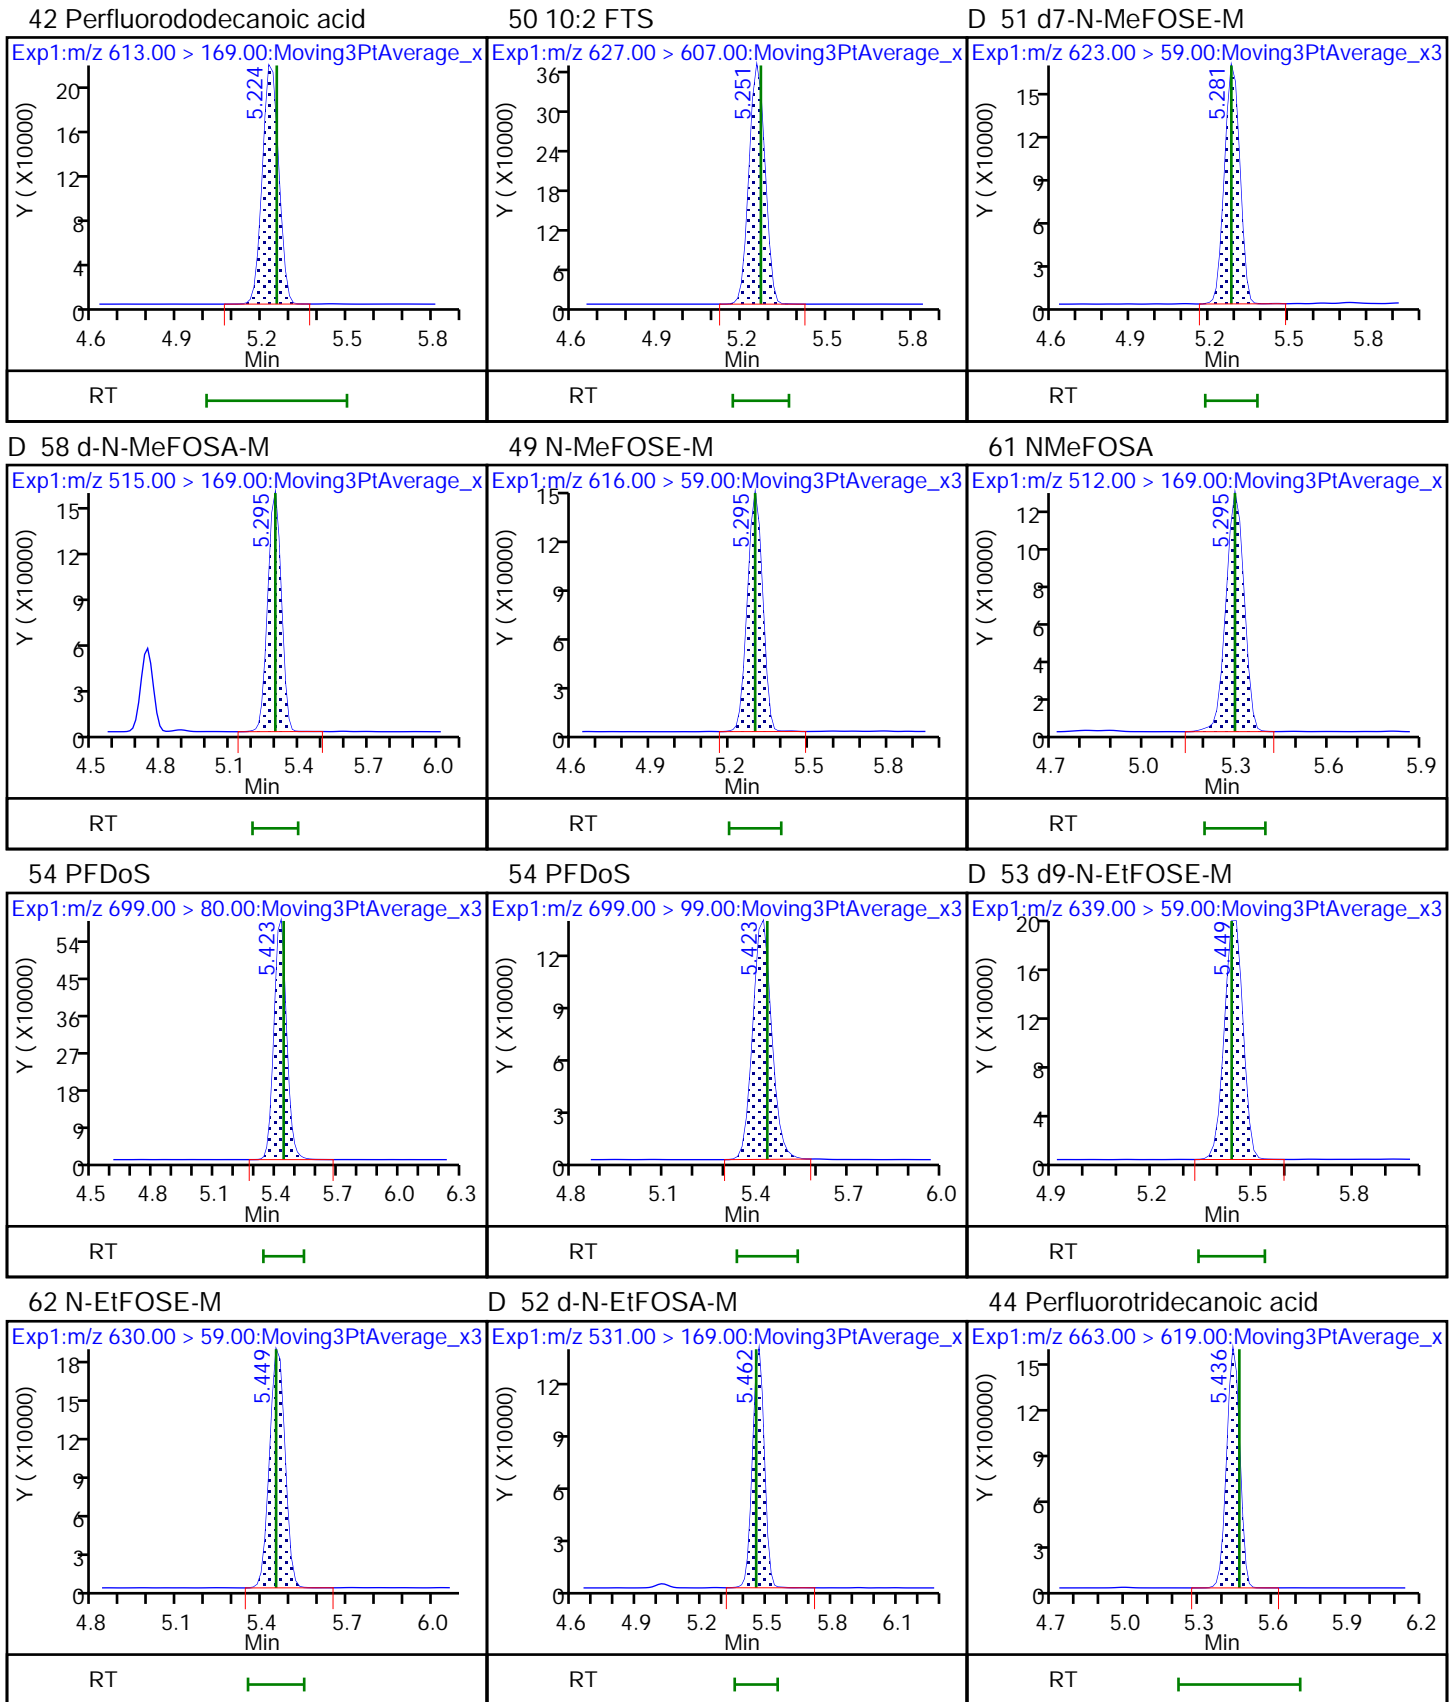 42 Perfluorododecanoic acid
Exp1:m/z 613.00 > 169.00:Moving3PtAverage_x
Y ( X10000)
20
16
12
8
4
0
5.224
4.6 4.9 5.2 5.5 5.8
Min
RT
50 10:2 FTS
Exp1:m/z 627.00 > 607.00:Moving3PtAverage_x
Y ( X10000)
36
30
24
18
12
6
0
5.251
4.6 4.9 5.2 5.5 5.8
Min
RT
D 51 d7-N-MeFOSE-M
Exp1:m/z 623.00 > 59.00:Moving3PtAverage_x3
Y ( X10000)
15
12
9
6
3
0
5.281
4.6 4.9 5.2 5.5 5.8
Min
RT
D 58 d-N-MeFOSA-M
Exp1:m/z 515.00 > 169.00:Moving3PtAverage_x
Y ( X10000)
15
12
9
6
3
0
5.295
4.5 4.8 5.1 5.4 5.7 6.0
Min
RT
49 N-MeFOSE-M
Exp1:m/z 616.00 > 59.00:Moving3PtAverage_x3
Y ( X10000)
15
12
9
6
3
0
5.295
4.6 4.9 5.2 5.5 5.8
Min
RT
61 NMeFOSA
Exp1:m/z 512.00 > 169.00:Moving3PtAverage_x
Y ( X10000)
12
10
8
6
4
2
0
5.295
4.7 5.0 5.3 5.6 5.9
Min
RT
54 PFDoS
Exp1:m/z 699.00 > 80.00:Moving3PtAverage_x3
Y ( X10000)
54
45
36
27
18
9
0
5.423
4.5 4.8 5.1 5.4 5.7 6.0 6.3
Min
RT
54 PFDoS
Exp1:m/z 699.00 > 99.00:Moving3PtAverage_x3
Y ( X10000)
12
9
6
3
0
5.423
4.8 5.1 5.4 5.7 6.0
Min
RT
D 53 d9-N-EtFOSE-M
Exp1:m/z 639.00 > 59.00:Moving3PtAverage_x3
Y ( X10000)
20
16
12
8
4
0
5.449
4.9 5.2 5.5 5.8
Min
RT
62 N-EtFOSE-M
Exp1:m/z 630.00 > 59.00:Moving3PtAverage_x3
Y ( X10000)
18
15
12
9
6
3
0
5.449
4.8 5.1 5.4 5.7 6.0
Min
RT
D 52 d-N-EtFOSA-M
Exp1:m/z 531.00 > 169.00:Moving3PtAverage_x
Y ( X10000)
12
9
6
3
0
5.462
4.6 4.9 5.2 5.5 5.8 6.1
Min
RT
44 Perfluorotridecanoic acid
Exp1:m/z 663.00 > 619.00:Moving3PtAverage_x
Y ( X100000)
15
12
9
6
3
0
5.436
4.7 5.0 5.3 5.6 5.9 6.2
Min
RT